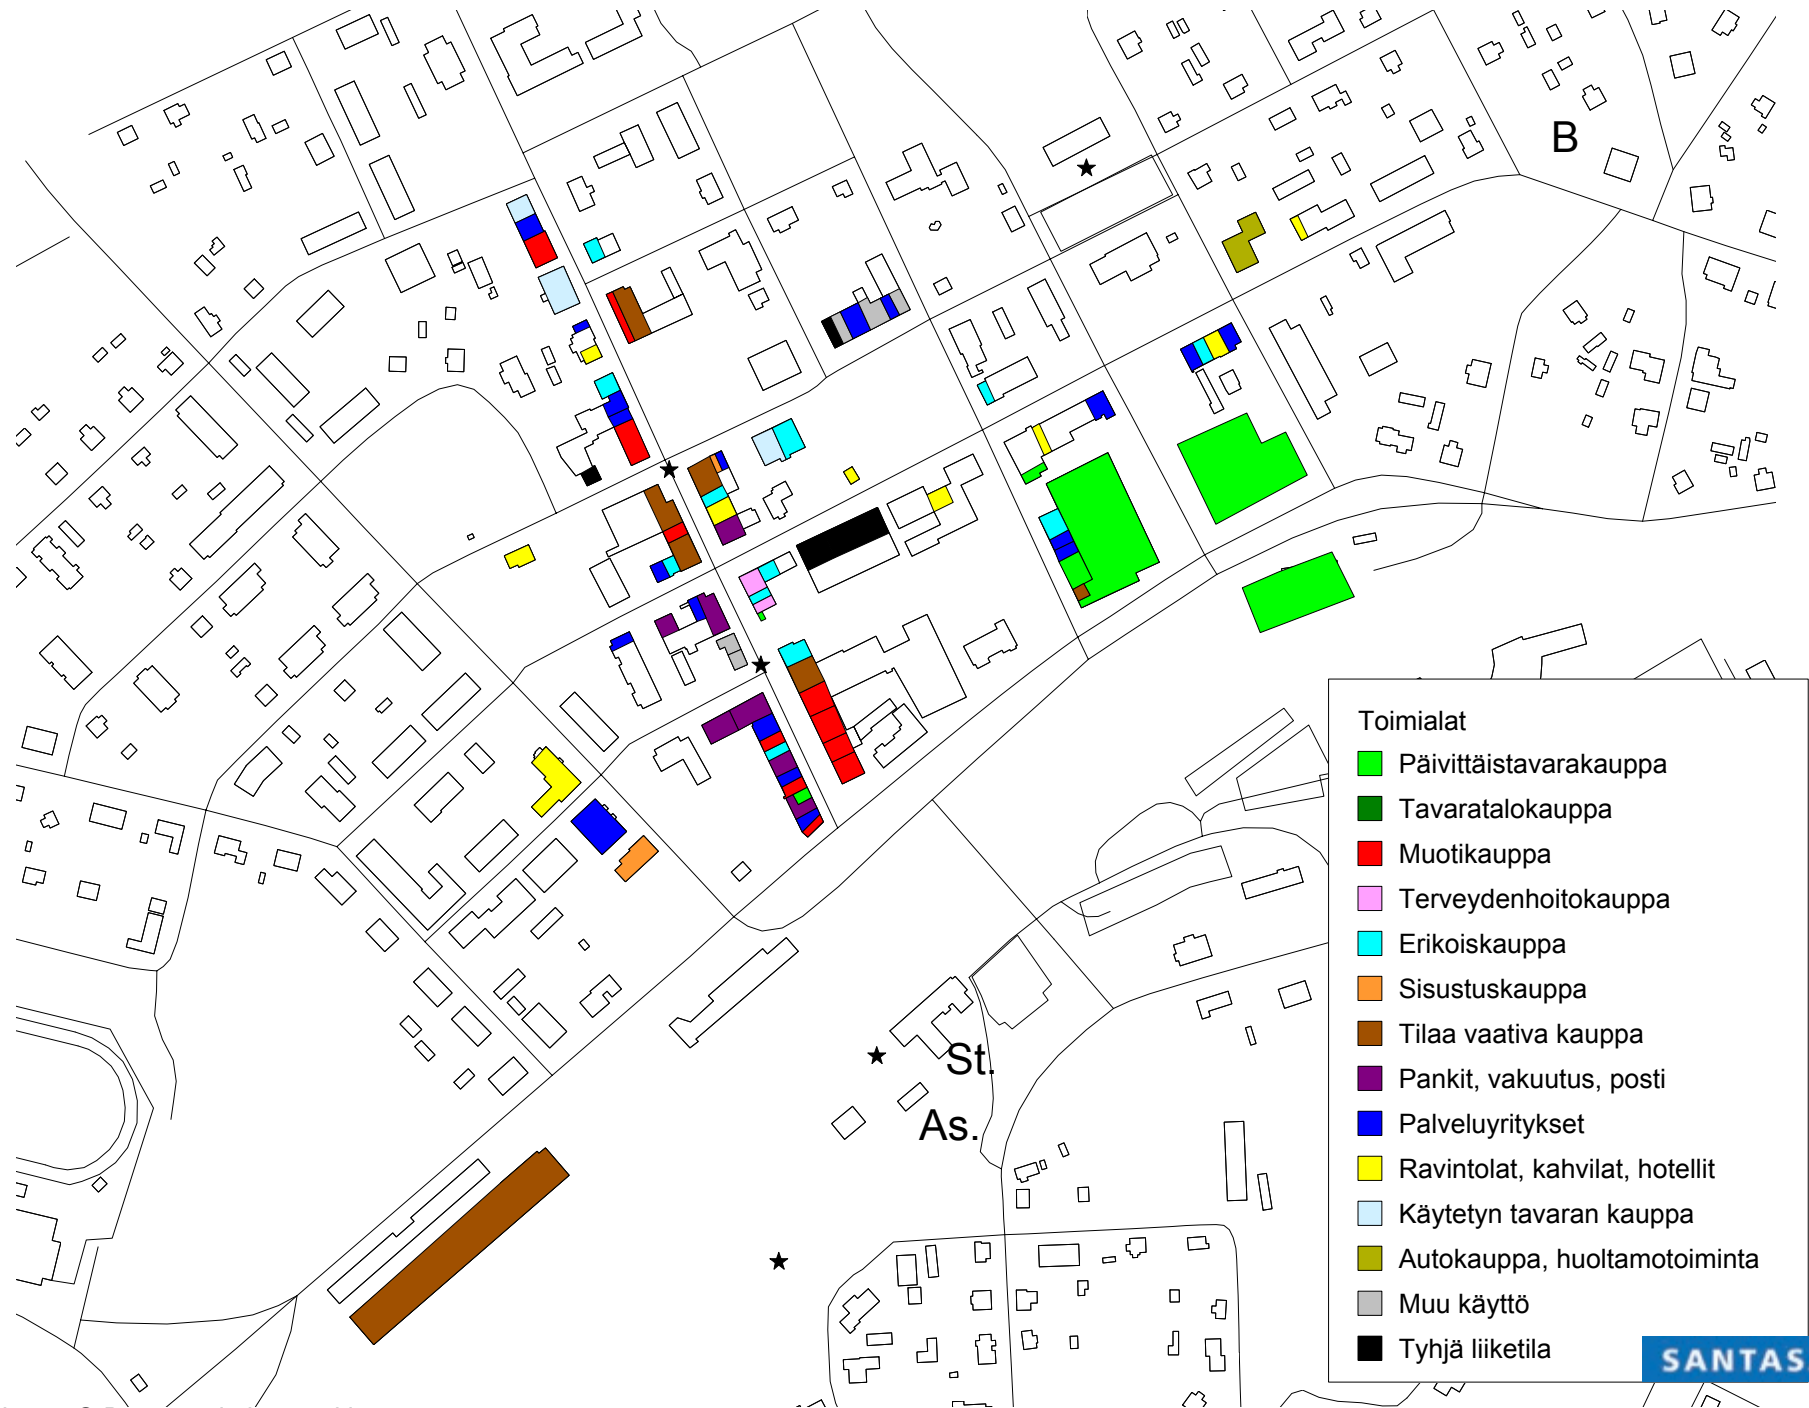 B
St.
As.
Toimialat
Päivittäistavarakauppa
Tavaratalokauppa
Muotikauppa
Terveydenhoitokauppa
Erikoiskauppa
Sisustuskauppa
Tilaa vaativa kauppa
Pankit, vakuutus, posti
Palveluyritykset
Ravintolat, kahvilat, hotellit
Käytetyn tavaran kauppa
Autokauppa, huoltamotoiminta
Muu käyttö
Tyhjä liiketila
SANTAS